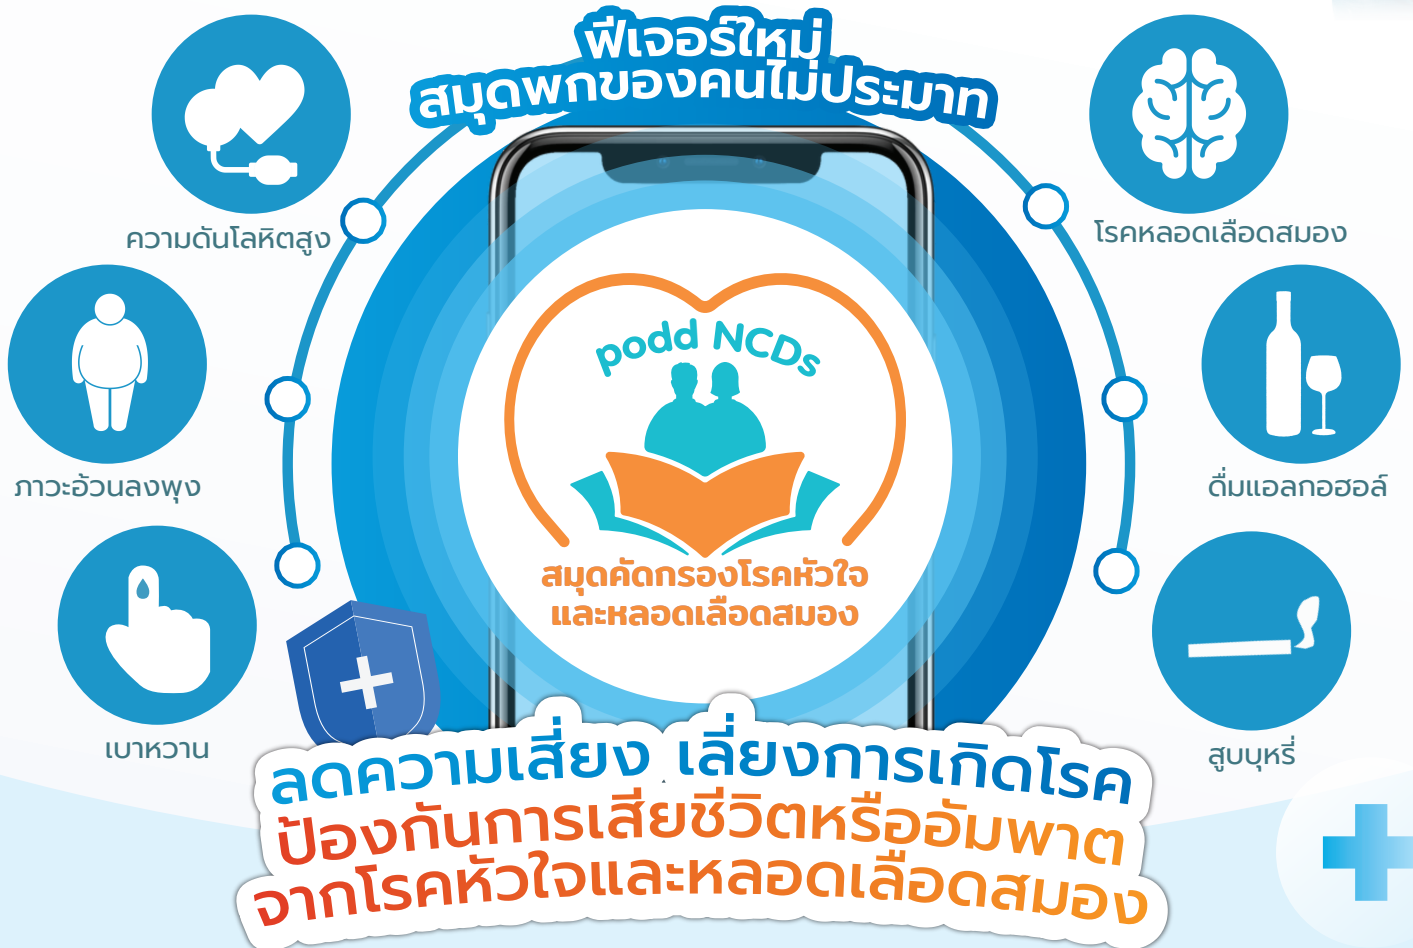 ฟีเจอร์ใหม่
สมุดพกของคนไม่ประมาท
ความดันโลหิตสูง
โรคหลอดเลือดสมอง
podd NCDs
ภาวะอ้วนลงพุง
ดื่มแอลกอฮอล์
สมุดคัดกรองโรคหัวใจ
และหลอดเลือดสมอง
เบาหวาน
สูบบุหรี่
ลดความเสี่ยง เลี่ยงการเกิดโรค
ป้องกันการเสียชีวิตหรืออัมพาต
จากโรคหัวใจและหลอดเลือดสมอง